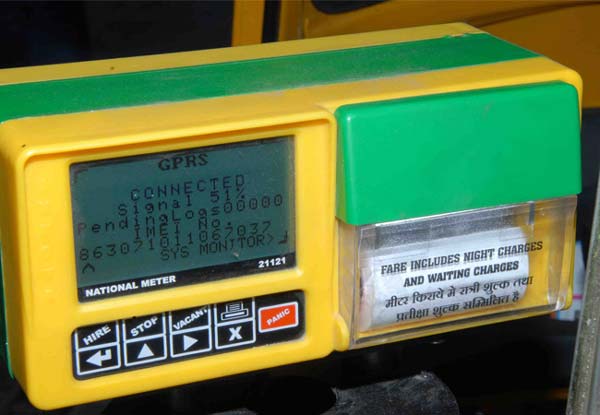 GPRS
CONNECTED
Signal 51%
PendingLogs00000
IMEI No.
863071011067037
SYS MONITOR>
NATIONAL METER 21121
HIRE STOP VACANT X PANIC
FARE INCLUDES NIGHT CHARGES
AND WAITING CHARGES
मीटर किराये मे रात्री शुल्क तथा
प्रतीक्षा शुल्क सम्मिलित है